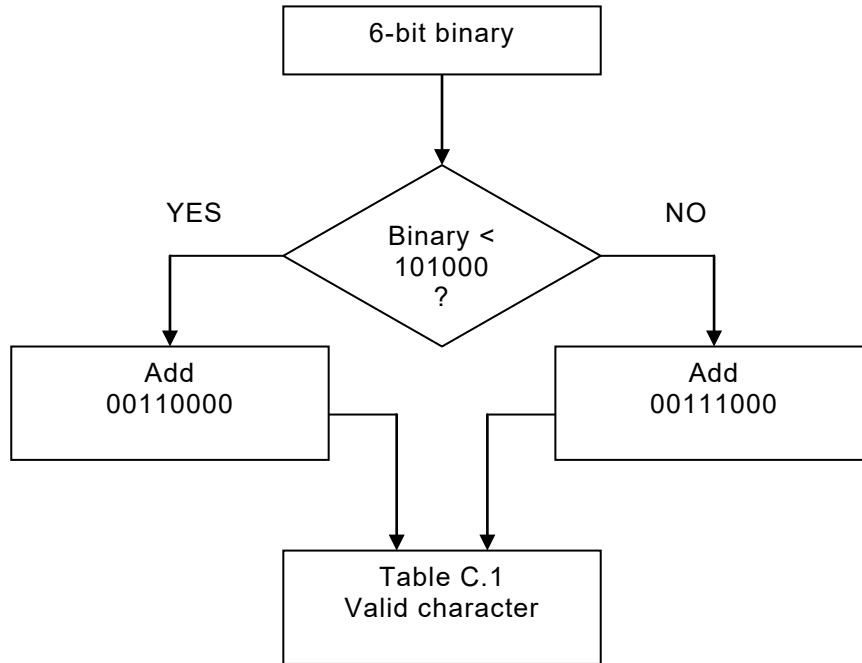 6-bit binary
YES
NO
Binary <
101000
?
Add
00110000
Add
00111000
Table C.1
Valid character